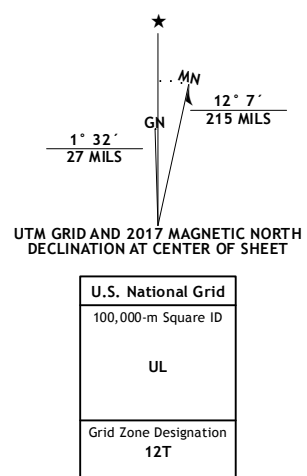 MN
GN
12° 7´
215 MILS
1° 32´
27 MILS
UTM GRID AND 2017 MAGNETIC NORTH
DECLINATION AT CENTER OF SHEET
U.S. National Grid
100,000-m Square ID
UL
Grid Zone Designation
12T